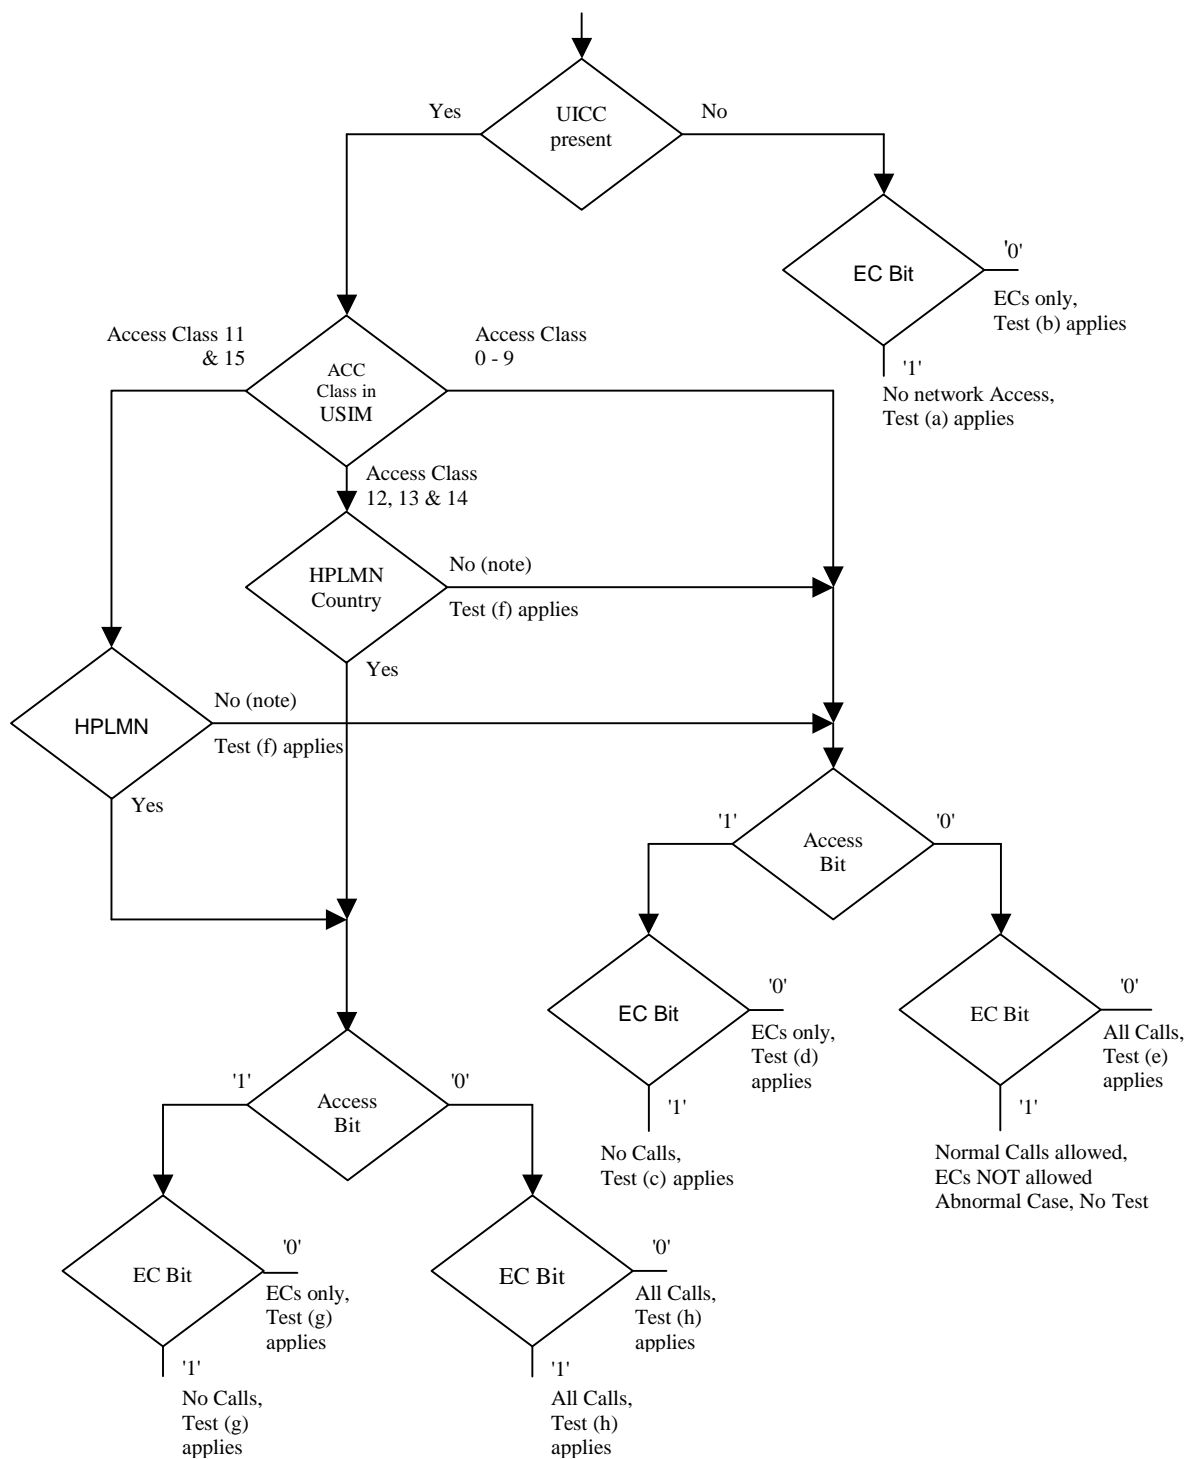 Yes
UICC
present
No
EC Bit
'0'
ECs only,
Test (b) applies
'1'
No network Access,
Test (a) applies
Access Class 11
& 15
ACC
Class in
USIM
Access Class
0 - 9
Access Class
12, 13 & 14
HPLMN
Country
No (note)
Test (f) applies
Yes
HPLMN
No (note)
Test (f) applies
Yes
'1'
Access
Bit
'0'
EC Bit
'0'
ECs only,
Test (d)
applies
'1'
No Calls,
Test (c) applies
EC Bit
'0'
All Calls,
Test (e)
applies
'1'
Normal Calls allowed,
ECs NOT allowed
Abnormal Case, No Test
'1'
Access
Bit
'0'
EC Bit
'0'
ECs only,
Test (g)
applies
'1'
No Calls,
Test (g)
applies
EC Bit
'0'
All Calls,
Test (h)
applies
'1'
All Calls,
Test (h)
applies